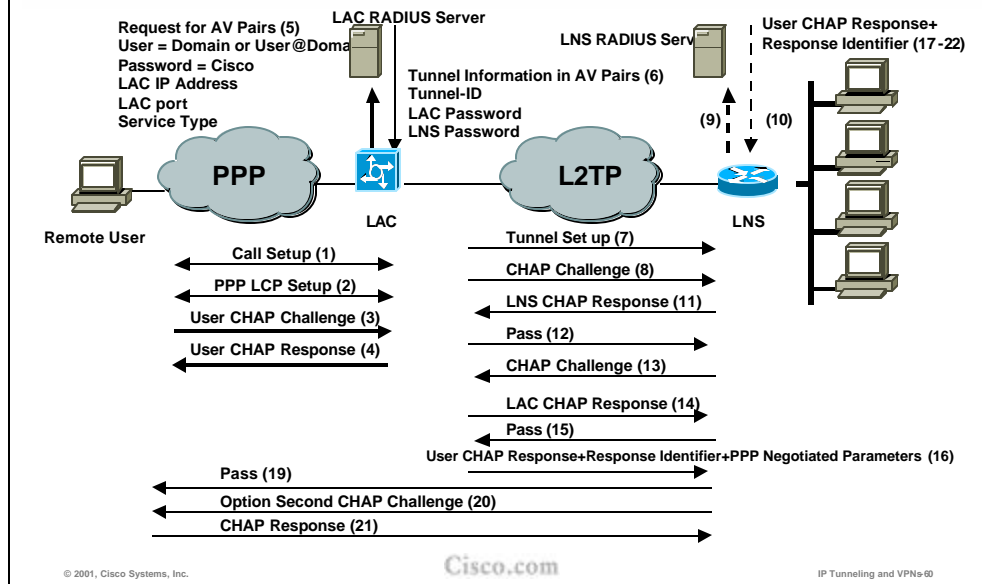 Request for AV Pairs (5)
User = Domain or User@Doma
Password = Cisco
LAC IP Address
LAC port
Service Type
LAC RADIUS Server
Tunnel Information in AV Pairs (6)
Tunnel-ID
LAC Password
LNS Password
LNS RADIUS Serv
User CHAP Response+
Response Identifier (17-22)
(9)
(10)
PPP
L2TP
Remote User
LAC
LNS
Call Setup (1)
PPP LCP Setup (2)
User CHAP Challenge (3)
User CHAP Response (4)
Tunnel Set up (7)
CHAP Challenge (8)
LNS CHAP Response (11)
Pass (12)
CHAP Challenge (13)
LAC CHAP Response (14)
Pass (15)
User CHAP Response+Response Identifier+PPP Negotiated Parameters (16)
Pass (19)
Option Second CHAP Challenge (20)
CHAP Response (21)
© 2001, Cisco Systems, Inc.
Cisco.com
IP Tunneling and VPNs-60